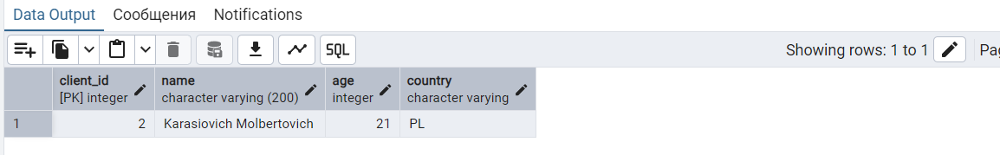 Data Output Сообщения Notifications
SQL Showing rows: 1 to 1
client_id name age country
[PK] integer character varying (200) integer character varying
1 2 Karasiovich Molbertovich 21 PL